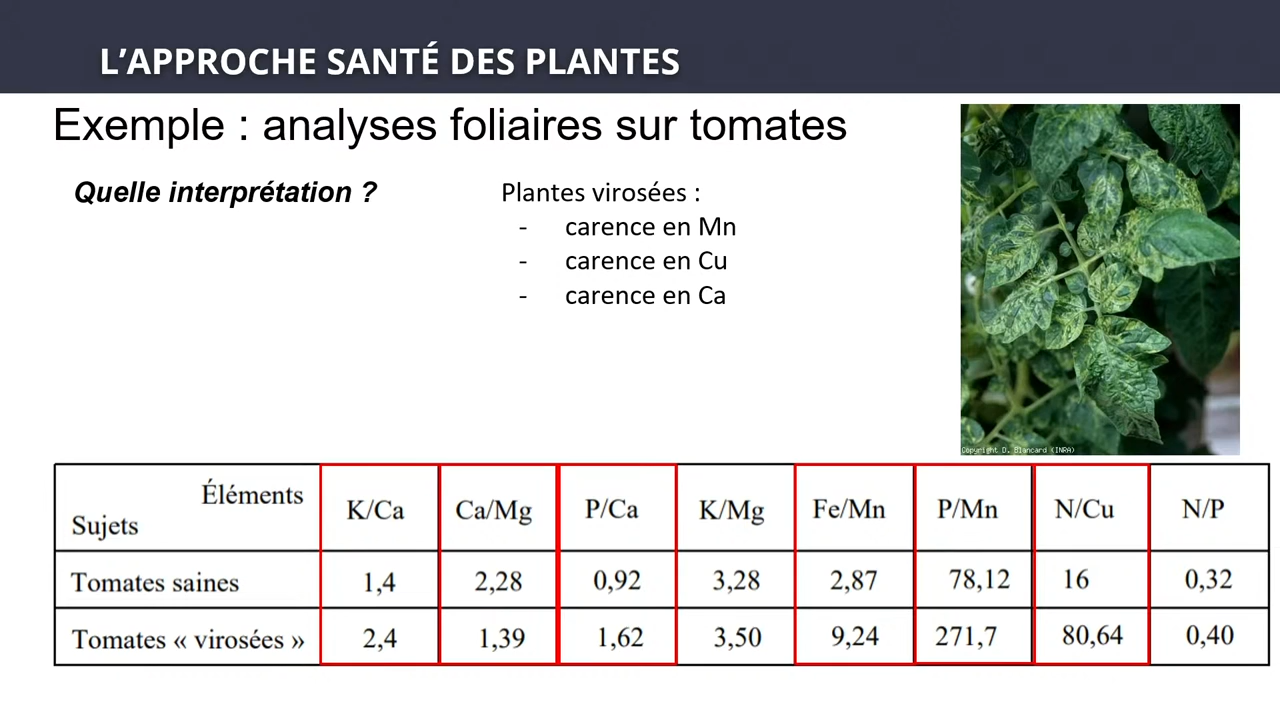 L’APPROCHE SANTÉ DES PLANTES
Exemple : analyses foliaires sur tomates
Quelle interprétation ?
Plantes virosées :
- carence en Mn
- carence en Cu
- carence en Ca
Copyright D. Blancard (INRA)
Éléments
Sujets
K/Ca Ca/Mg P/Ca K/Mg Fe/Mn P/Mn N/Cu N/P
Tomates saines 1,4 2,28 0,92 3,28 2,87 78,12 16 0,32
Tomates « virosées » 2,4 1,39 1,62 3,50 9,24 271,7 80,64 0,40